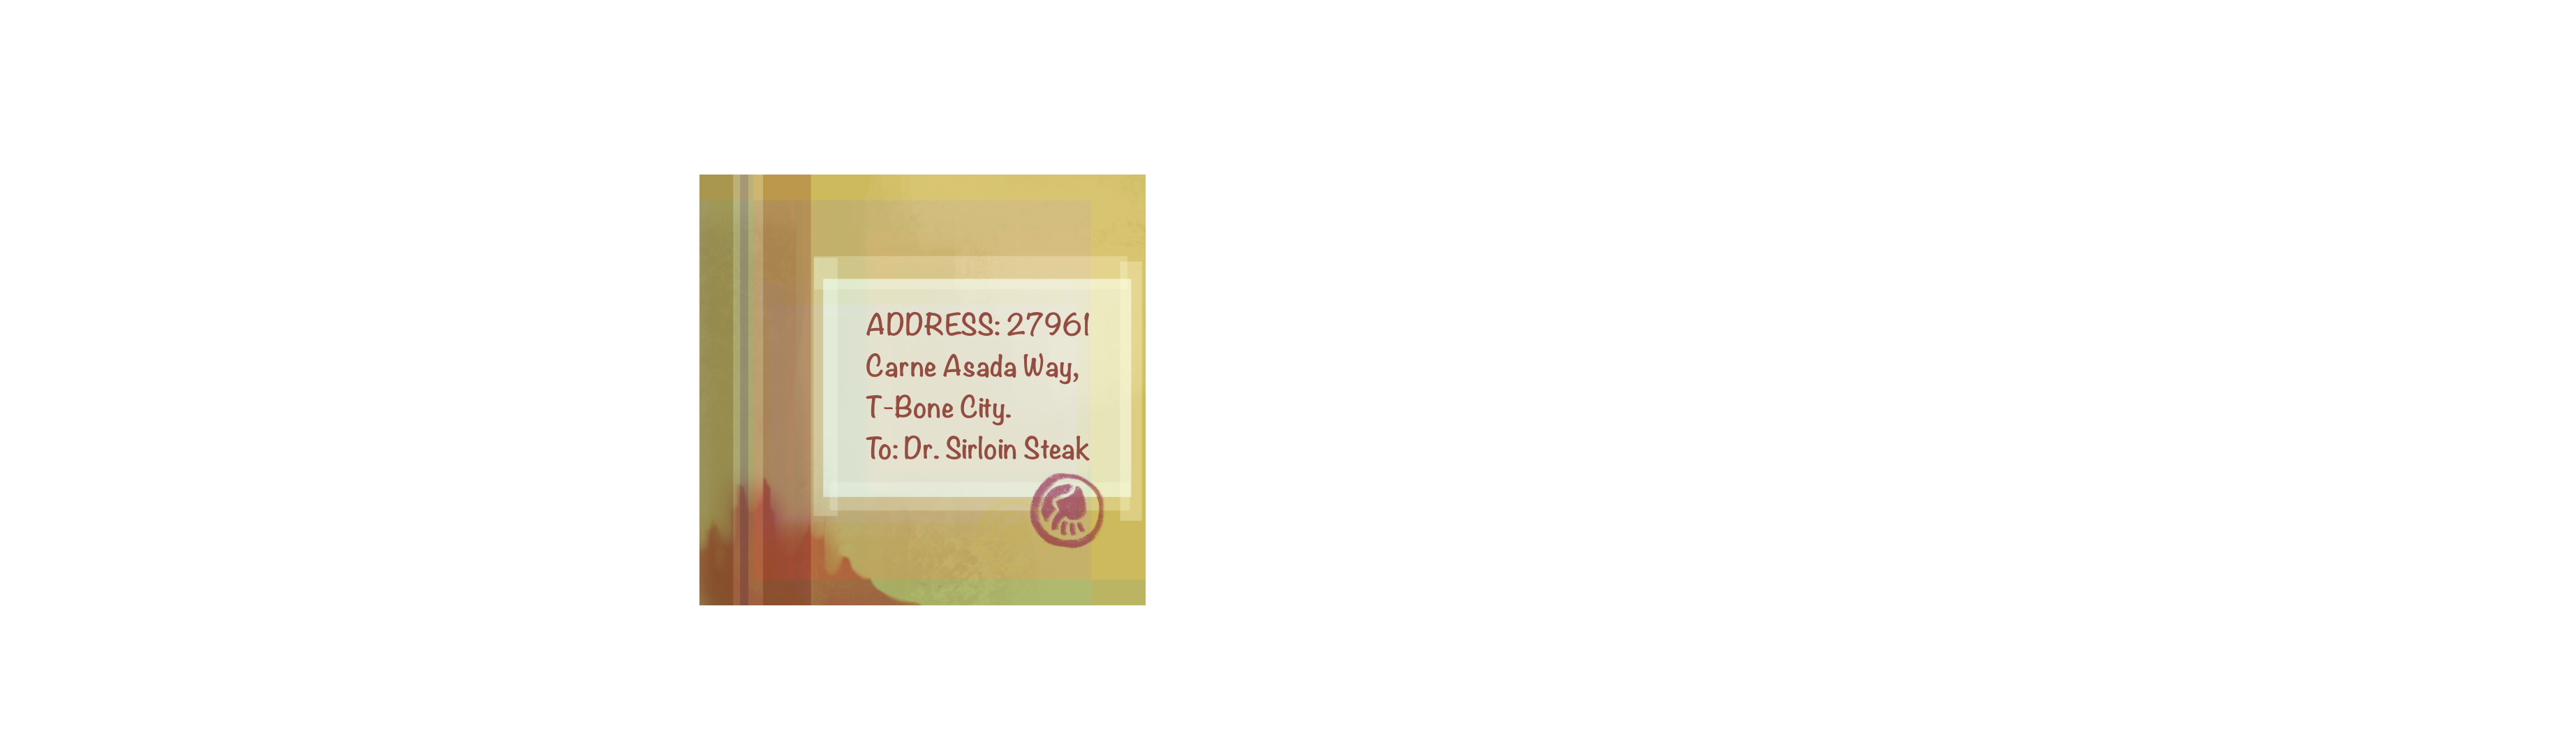 ADDRESS: 27961
Carne Asada Way,
T-Bone City.
To: Dr. Sirloin Steak